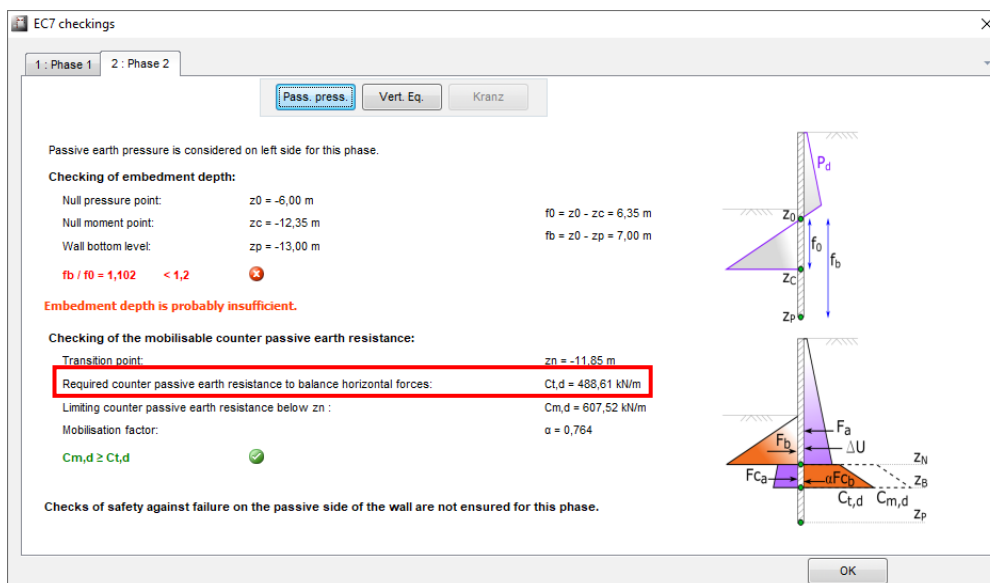 EC7 checkings
1 : Phase 1 2 : Phase 2
Pass. press. Vert. Eq. Kranz
Passive earth pressure is considered on left side for this phase.
Checking of embedment depth:
Null pressure point: z0 = -6,00 m
Null moment point: zc = -12,35 m
Wall bottom level: zp = -13,00 m
f0 = z0 - zc = 6,35 m
fb = z0 - zp = 7,00 m
fb / f0 = 1,102 < 1,2
Embedment depth is probably insufficient.
Checking of the mobilisable counter passive earth resistance:
Transition point: zn = -11,85 m
Required counter passive earth resistance to balance horizontal forces: Ct,d = 488,61 kN/m
Limiting counter passive earth resistance below zn : Cm,d = 607,52 kN/m
Mobilisation factor: α = 0,764
Cm,d ≥ Ct,d
Checks of safety against failure on the passive side of the wall are not ensured for this phase.
Pd
z0
f0
fb
zC
zP
Fa
Fb
ΔU
zN
Fca
αFcb
zB
Ct,d Cm,d
zP
OK